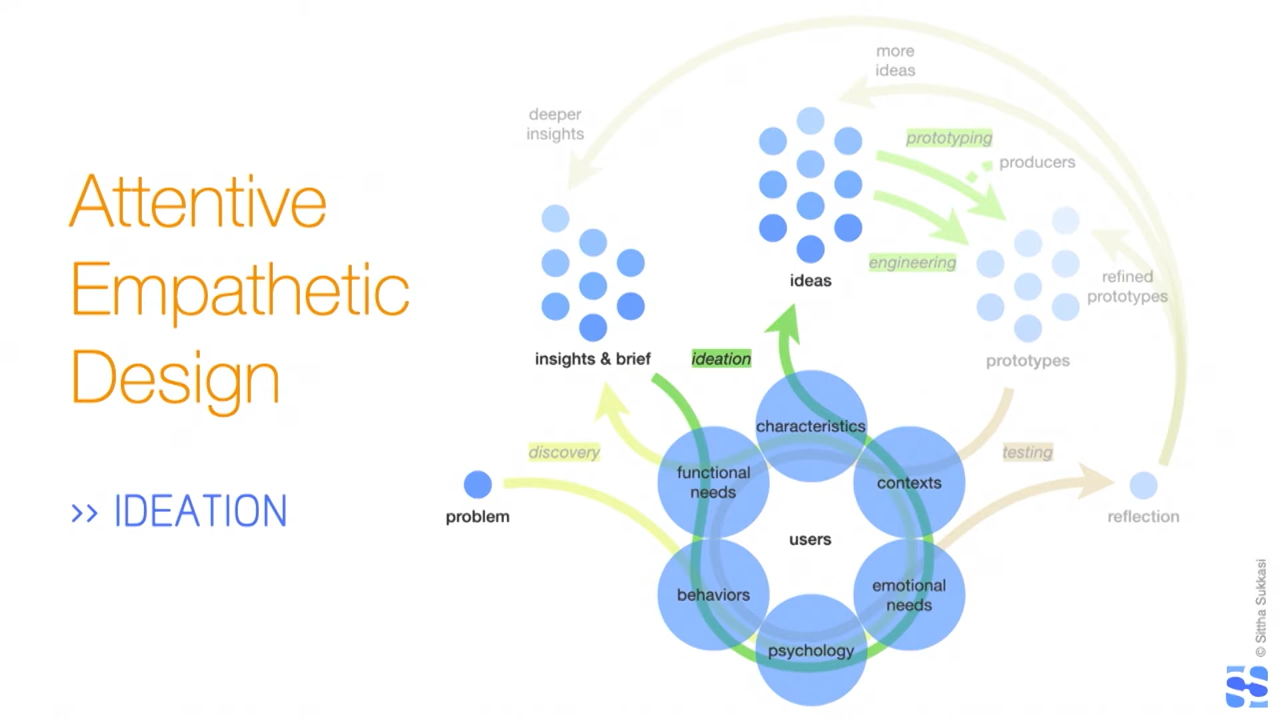 Attentive
Empathetic
Design
>> IDEATION
more
ideas
deeper
insights
prototyping
producers
engineering
ideas
refined
prototypes
insights & brief
ideation
prototypes
characteristics
discovery
testing
functional
needs
contexts
problem
reflection
users
behaviors
emotional
needs
psychology
© Sittha Sukkasi